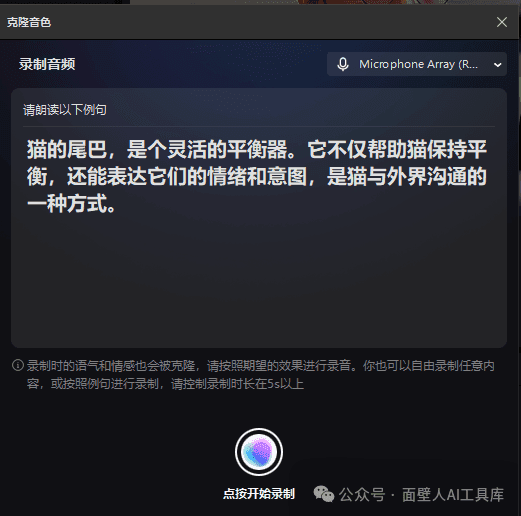 克隆音色
录制音频
Microphone Array (R...
请朗读以下例句
猫的尾巴，是个灵活的平衡器。它不仅帮助猫保持平
衡，还能表达它们的情绪和意图，是猫与外界沟通的
一种方式。
录制时的语气和情感也会被克隆，请按照期望的效果进行录音。你也可以自由录制任意内
容，或按照例句进行录制，请控制录制时长在5s以上
点按开始录制
公众号·面壁人AI工具库